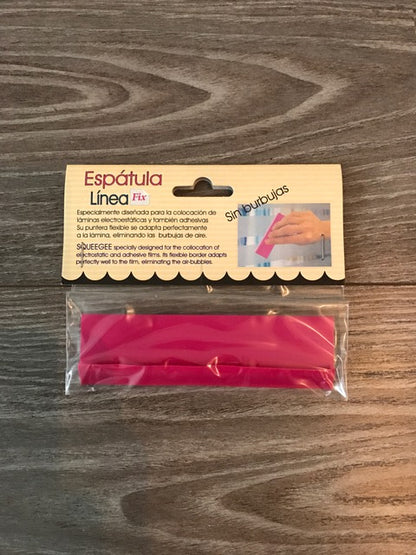 Espátula
Línea Fix
Sin burbujas
Especialmente diseñada para la colocación de
láminas electroestáticas y también adhesivas
Su puntera flexible se adapta perfectamente
a la lámina, eliminando las burbujas de aire.
SQUEEGEE specially designed for the collocation of
electrostatic and adhesive films. Its flexible border adapts
perfectly well to the film, eliminating the air-bubbles.